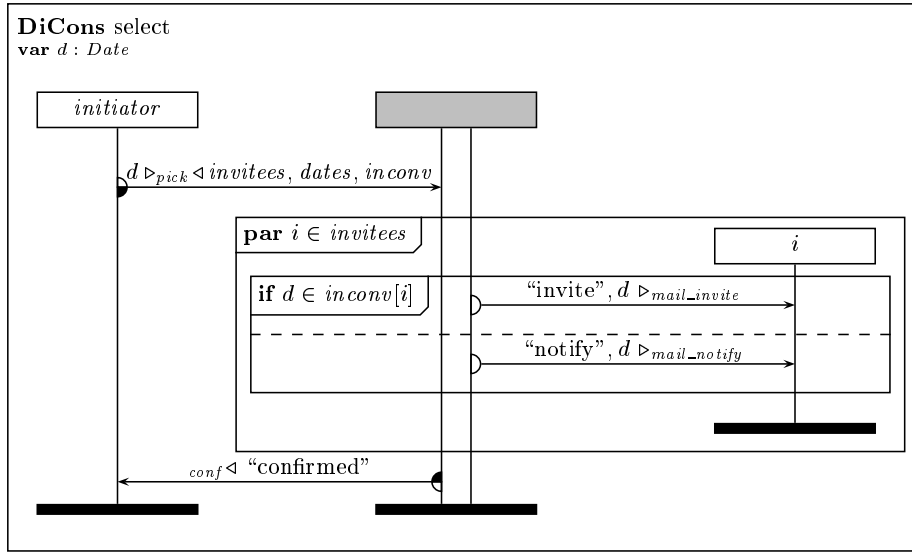 DiCons select
var d : Date
initiator
d ▷pick ◁ invitees, dates, inconv
par i ∈ invitees
i
if d ∈ inconv[i]
“invite”, d ▷mail_invite
“notify”, d ▷mail_notify
conf◁ “confirmed”